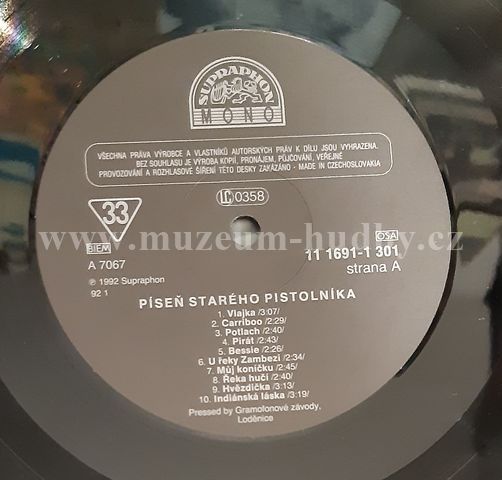 SUPRAPHON
MONO
VŠECHNA PRÁVA VÝROBCE A VLASTNÍKŮ AUTORSKÝCH PRÁV K DÍLU JSOU VYHRAZENA.
BEZ SOUHLASU JE VÝROBA KOPIÍ, PRONÁJEM, PŮJČOVÁNÍ, VEŘEJNÉ
PROVOZOVÁNÍ A ROZHLASOVÉ ŠÍŘENÍ TÉTO DESKY ZAKÁZÁNO - MADE IN CZECHOSLOVAKIA
33
LC 0358
www.muzeum-hudby.cz
BIEM
OSA
A 7067
11 1691-1 301
strana A
℗ 1992 Supraphon
92 1
PÍSEŇ STARÉHO PISTOLNÍKA
1. Vlajka /3:07/
2. Carriboo /2:29/
3. Potlach /2:40/
4. Pirát /2:43/
5. Bessie /2:26/
6. U řeky Zambezi /2:34/
7. Můj koníčku /2:45/
8. Řeka hučí /2:40/
9. Hvězdička /3:13/
10. Indiánská láska /3:19/
Pressed by Gramofonové závody,
Loděnice